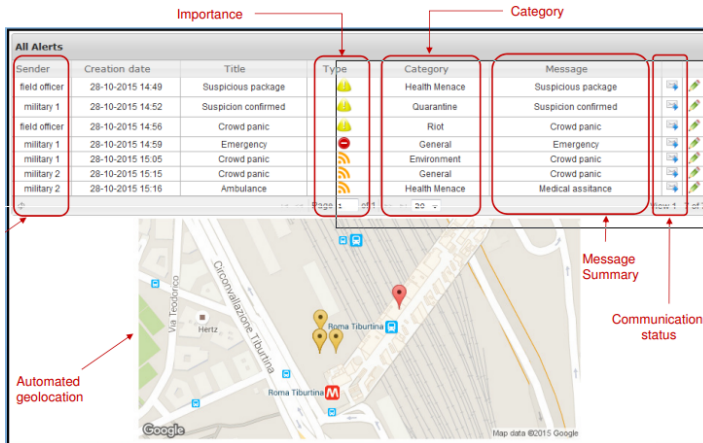 Importance
Category
All Alerts
Sender Creation date Title Type Category Message
field officer 28-10-2015 14:49 Suspicious package Health Menace Suspicious package
military 1 28-10-2015 14:52 Suspicion confirmed Quarantine Suspicion confirmed
field officer 28-10-2015 14:56 Crowd panic Riot Crowd panic
military 1 28-10-2015 14:59 Emergency General Emergency
military 1 28-10-2015 15:05 Crowd panic Environment Crowd panic
military 2 28-10-2015 15:15 Crowd panic General Crowd panic
military 2 28-10-2015 15:16 Ambulance Health Menace Medical assitance
Page 1 of 1 20 View 1 - 7 of
Message
Summary
Communication
status
Automated
geolocation
Via Teodorico
Circonvallazione Tiburtina
Hertz
Roma Tiburtina
Roma Tiburtina M
Google
Map data ©2015 Google